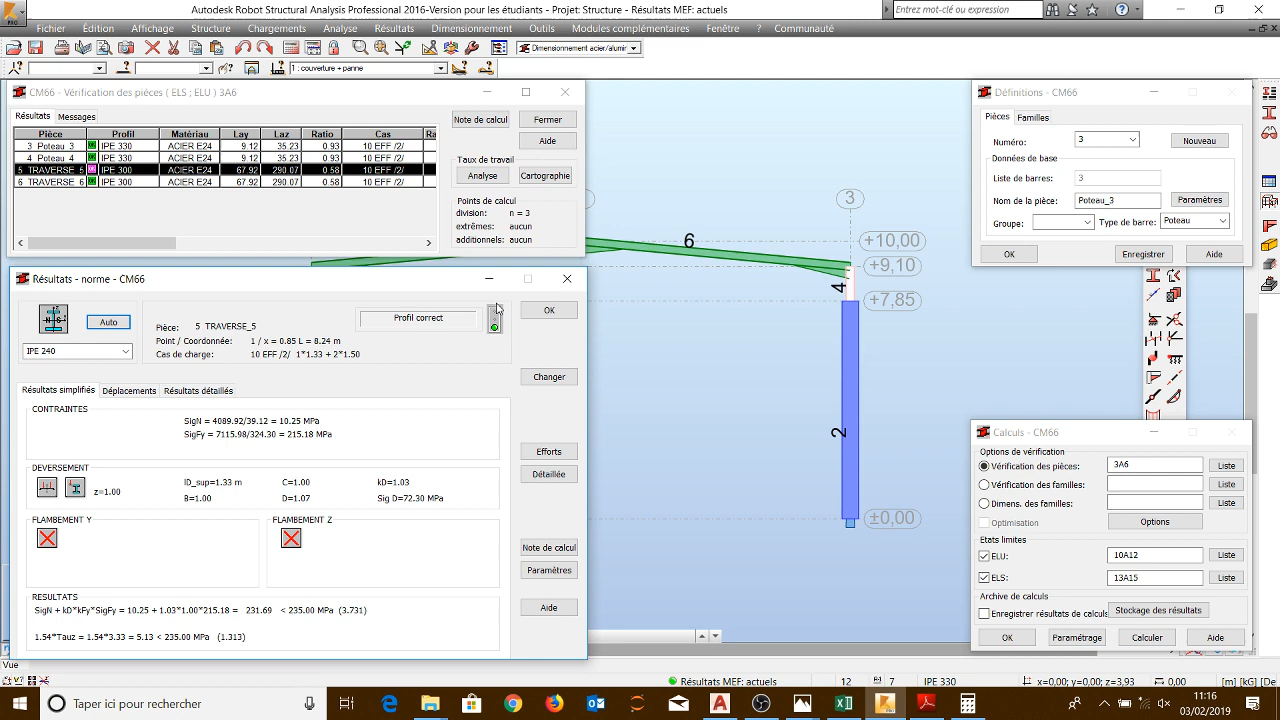 Autodesk Robot Structural Analysis Professional 2016-Version pour les étudiants - Projet: Structure - Résultats MEF: actuels
Entrez mot-clé ou expression
PRO
Fichier Édition Affichage Structure Chargements Analyse Résultats Dimensionnement Outils Modules complémentaires Fenêtre ? Communauté
Dimensionnement acier/alumir
1 : couverture + panne
CM66 - Vérification des pièces ( ELS ; ELU ) 3A6
Résultats Messages
Pièce Profil Matériau Lay Laz Ratio Cas Ra
3 Poteau_3 OK IPE 330 ACIER E24 9.12 35.23 0.93 10 EFF /2/
4 Poteau_4 OK IPE 330 ACIER E24 9.12 35.23 0.93 10 EFF /2/
5 TRAVERSE_5 IPE 300 ACIER E24 67.92 290.07 0.58 10 EFF /2/
6 TRAVERSE_6 OK IPE 300 ACIER E24 67.92 290.07 0.58 10 EFF /2/
Note de calcul Fermer
Aide
Taux de travail
Analyse Cartographie
Points de calcul
division: n = 3
extrêmes: aucun
additionnels: aucun
Résultats - norme - CM66
Auto
IPE 240
Pièce: 5 TRAVERSE_5
Point / Coordonnée: 1 / x = 0.85 L = 8.24 m
Cas de charge: 10 EFF /2/ 1*1.33 + 2*1.50
Profil correct
OK
Changer
Résultats simplifiés Déplacements Résultats détaillés
CONTRAINTES
SigN = 4089.92/39.12 = 10.25 MPa
SigFy = 7115.98/324.30 = 215.18 MPa
Efforts
Détaillée
DEVERSEMENT
z=1.00
lD_sup=1.33 m C=1.00 kD=1.03
B=1.00 D=1.07 Sig D=72.30 MPa
FLAMBEMENT Y FLAMBEMENT Z
Note de calcul
Paramètres
Aide
RESULTATS
SigN + kD*kFy*SigFy = 10.25 + 1.03*1.00*215.18 = 231.69 < 235.00 MPa (3.731)
1.54*Tauz = 1.54*3.33 = 5.13 < 235.00 MPa (1.313)
3
6
+10,00
+9,10
4
+7,85
2
±0,00
Définitions - CM66
Pièces Familles
Numéro: 3 Nouveau
Données de base
Liste de barres: 3
Nom de la pièce: Poteau_3 Paramètres
Groupe: Type de barre: Poteau
OK Enregistrer Aide
Calculs - CM66
Options de vérification
Vérification des pièces: 3A6 Liste
Vérification des familles: Liste
Dimens. des familles: Liste
Optimisation Options
Etats limites
ELU: 10A12 Liste
ELS: 13A15 Liste
Archive de calculs
Enregistrer résultats de calculs Stockage des résultats
OK Paramétrage Calculer Aide
Vue
Résultats MEF: actuels 12 7 IPE 330 x=0,00; y=0,00; z=3,93 0,00 [m] [kG] [De
Taper ici pour rechercher
11:16
03/02/2019